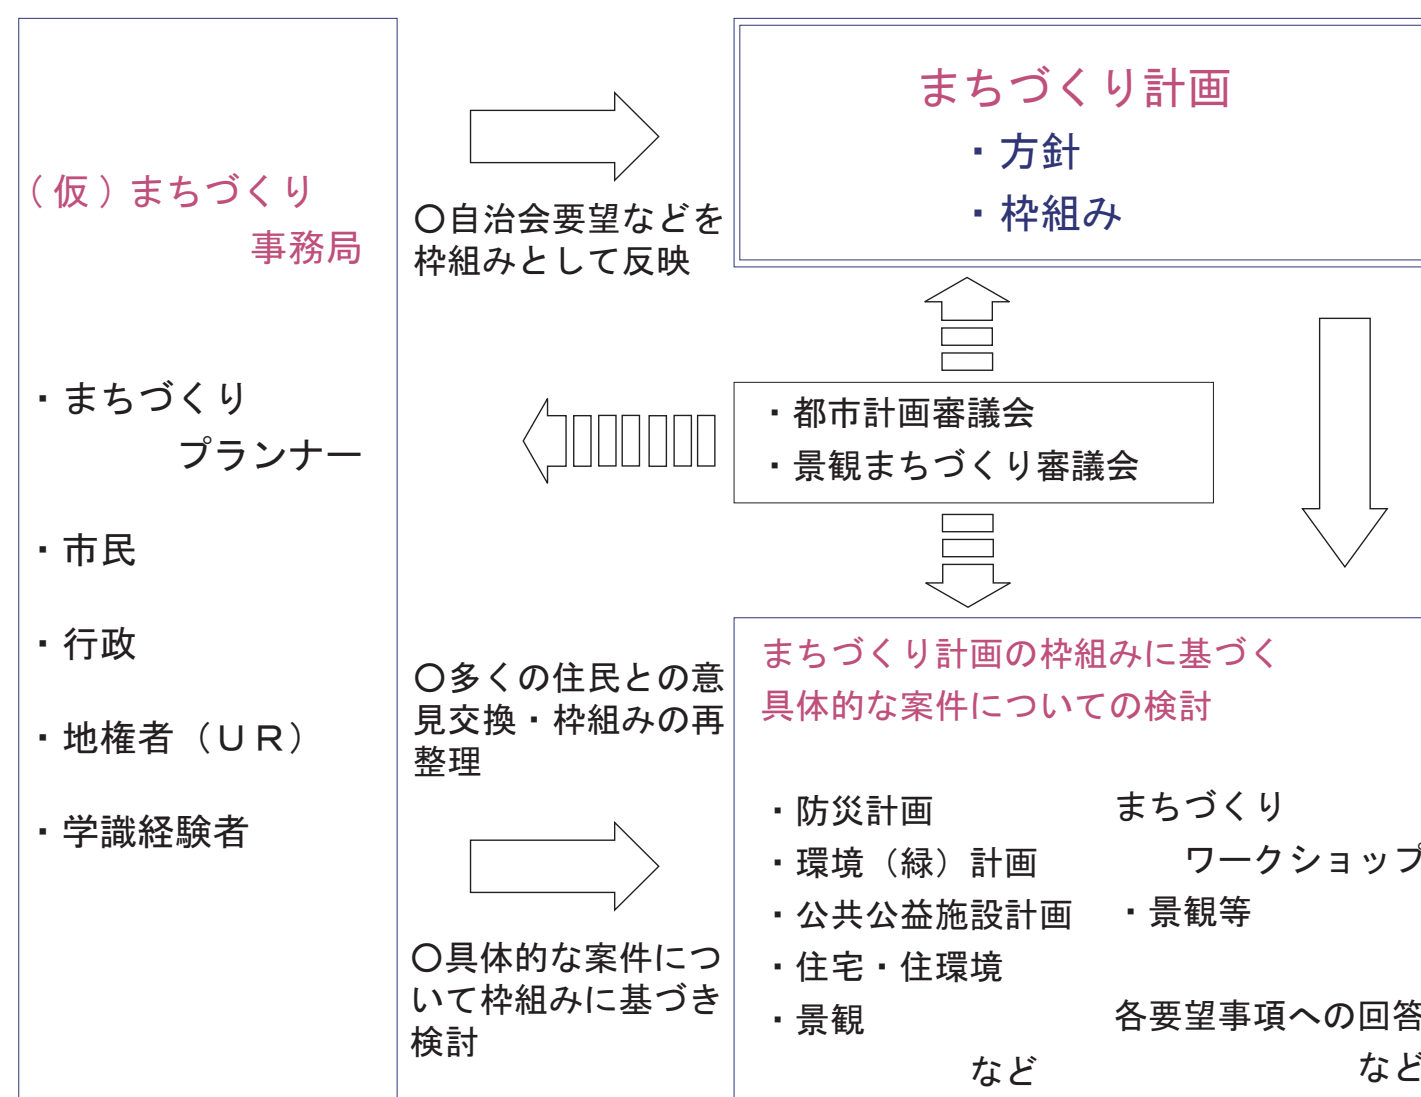 (仮)まちづくり
事務局
・まちづくり
プランナー
・市民
・行政
・地権者（ＵＲ）
・学識経験者
〇自治会要望などを
枠組みとして反映
〇多くの住民との意
見交換・枠組みの再
整理
〇具体的な案件につ
いて枠組みに基づき
検討
まちづくり計画
・方針
・枠組み
・都市計画審議会
・景観まちづくり審議会
まちづくり計画の枠組みに基づく
具体的な案件についての検討
・防災計画
・環境（緑）計画
・公共公益施設計画
・住宅・住環境
・景観
など
まちづくり
ワークショップ
・景観等
各要望事項への回答
など